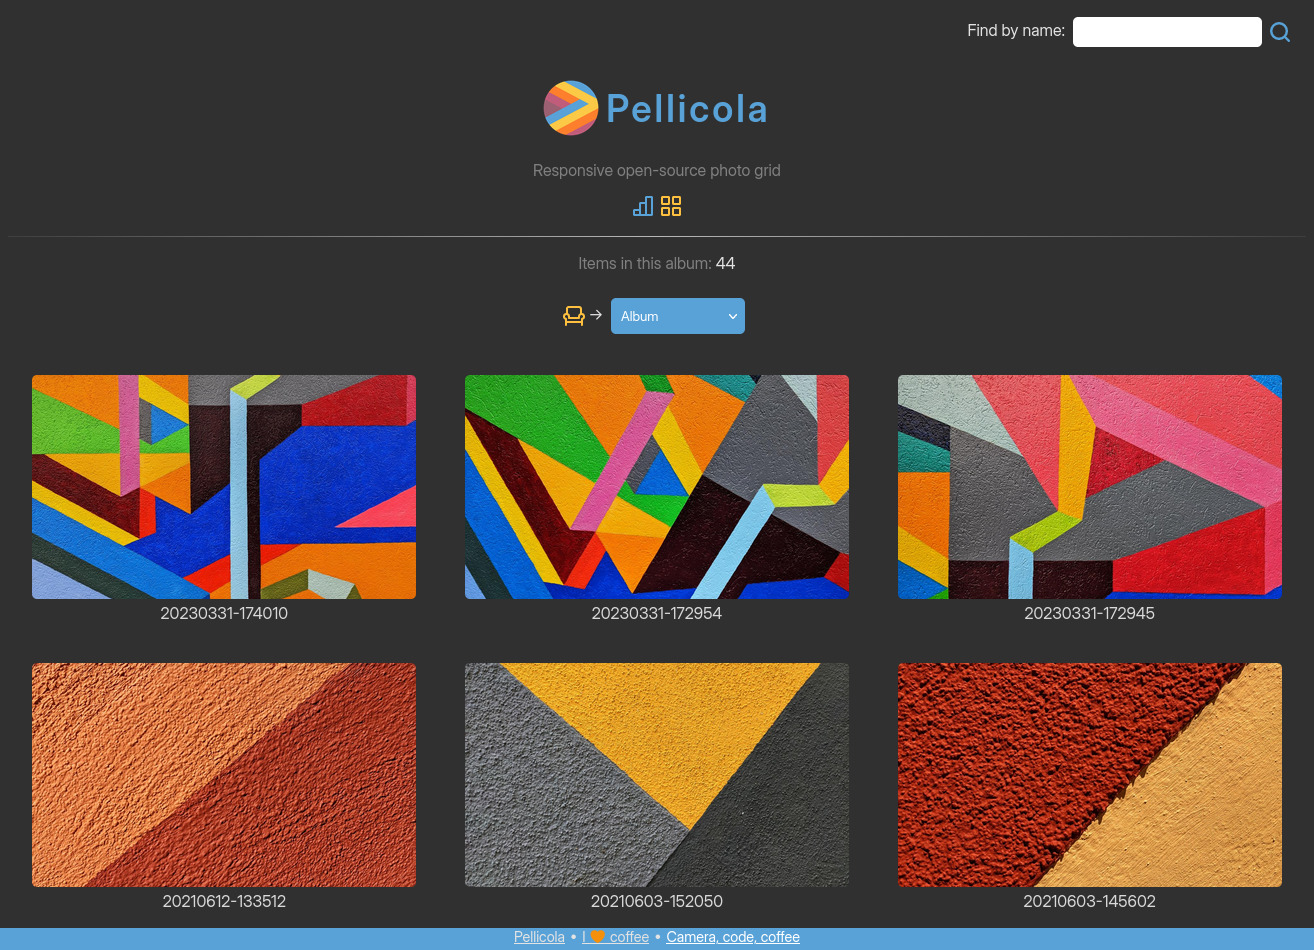 Find by name:
Pellicola
Responsive open-source photo grid
Items in this album: 44
→ Album
20230331-174010
20230331-172954
20230331-172945
20210612-133512
20210603-152050
20210603-145602
Pellicola • I 🧡 coffee • Camera, code, coffee